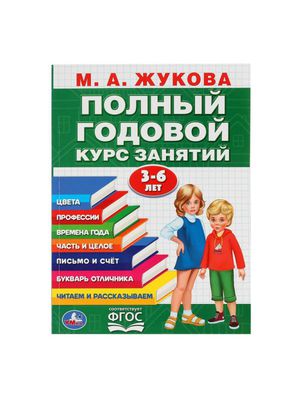 М. А. ЖУКОВА
ПОЛНЫЙ
ГОДОВОЙ
КУРС ЗАНЯТИЙ
3-6
ЛЕТ
ЦВЕТА
ПРОФЕССИИ
ВРЕМЕНА ГОДА
ЧАСТЬ И ЦЕЛОЕ
ПИСЬМО И СЧЁТ
БУКВАРЬ ОТЛИЧНИКА
ЧИТАЕМ И РАССКАЗЫВАЕМ
УМка
соответствует
ФГОС